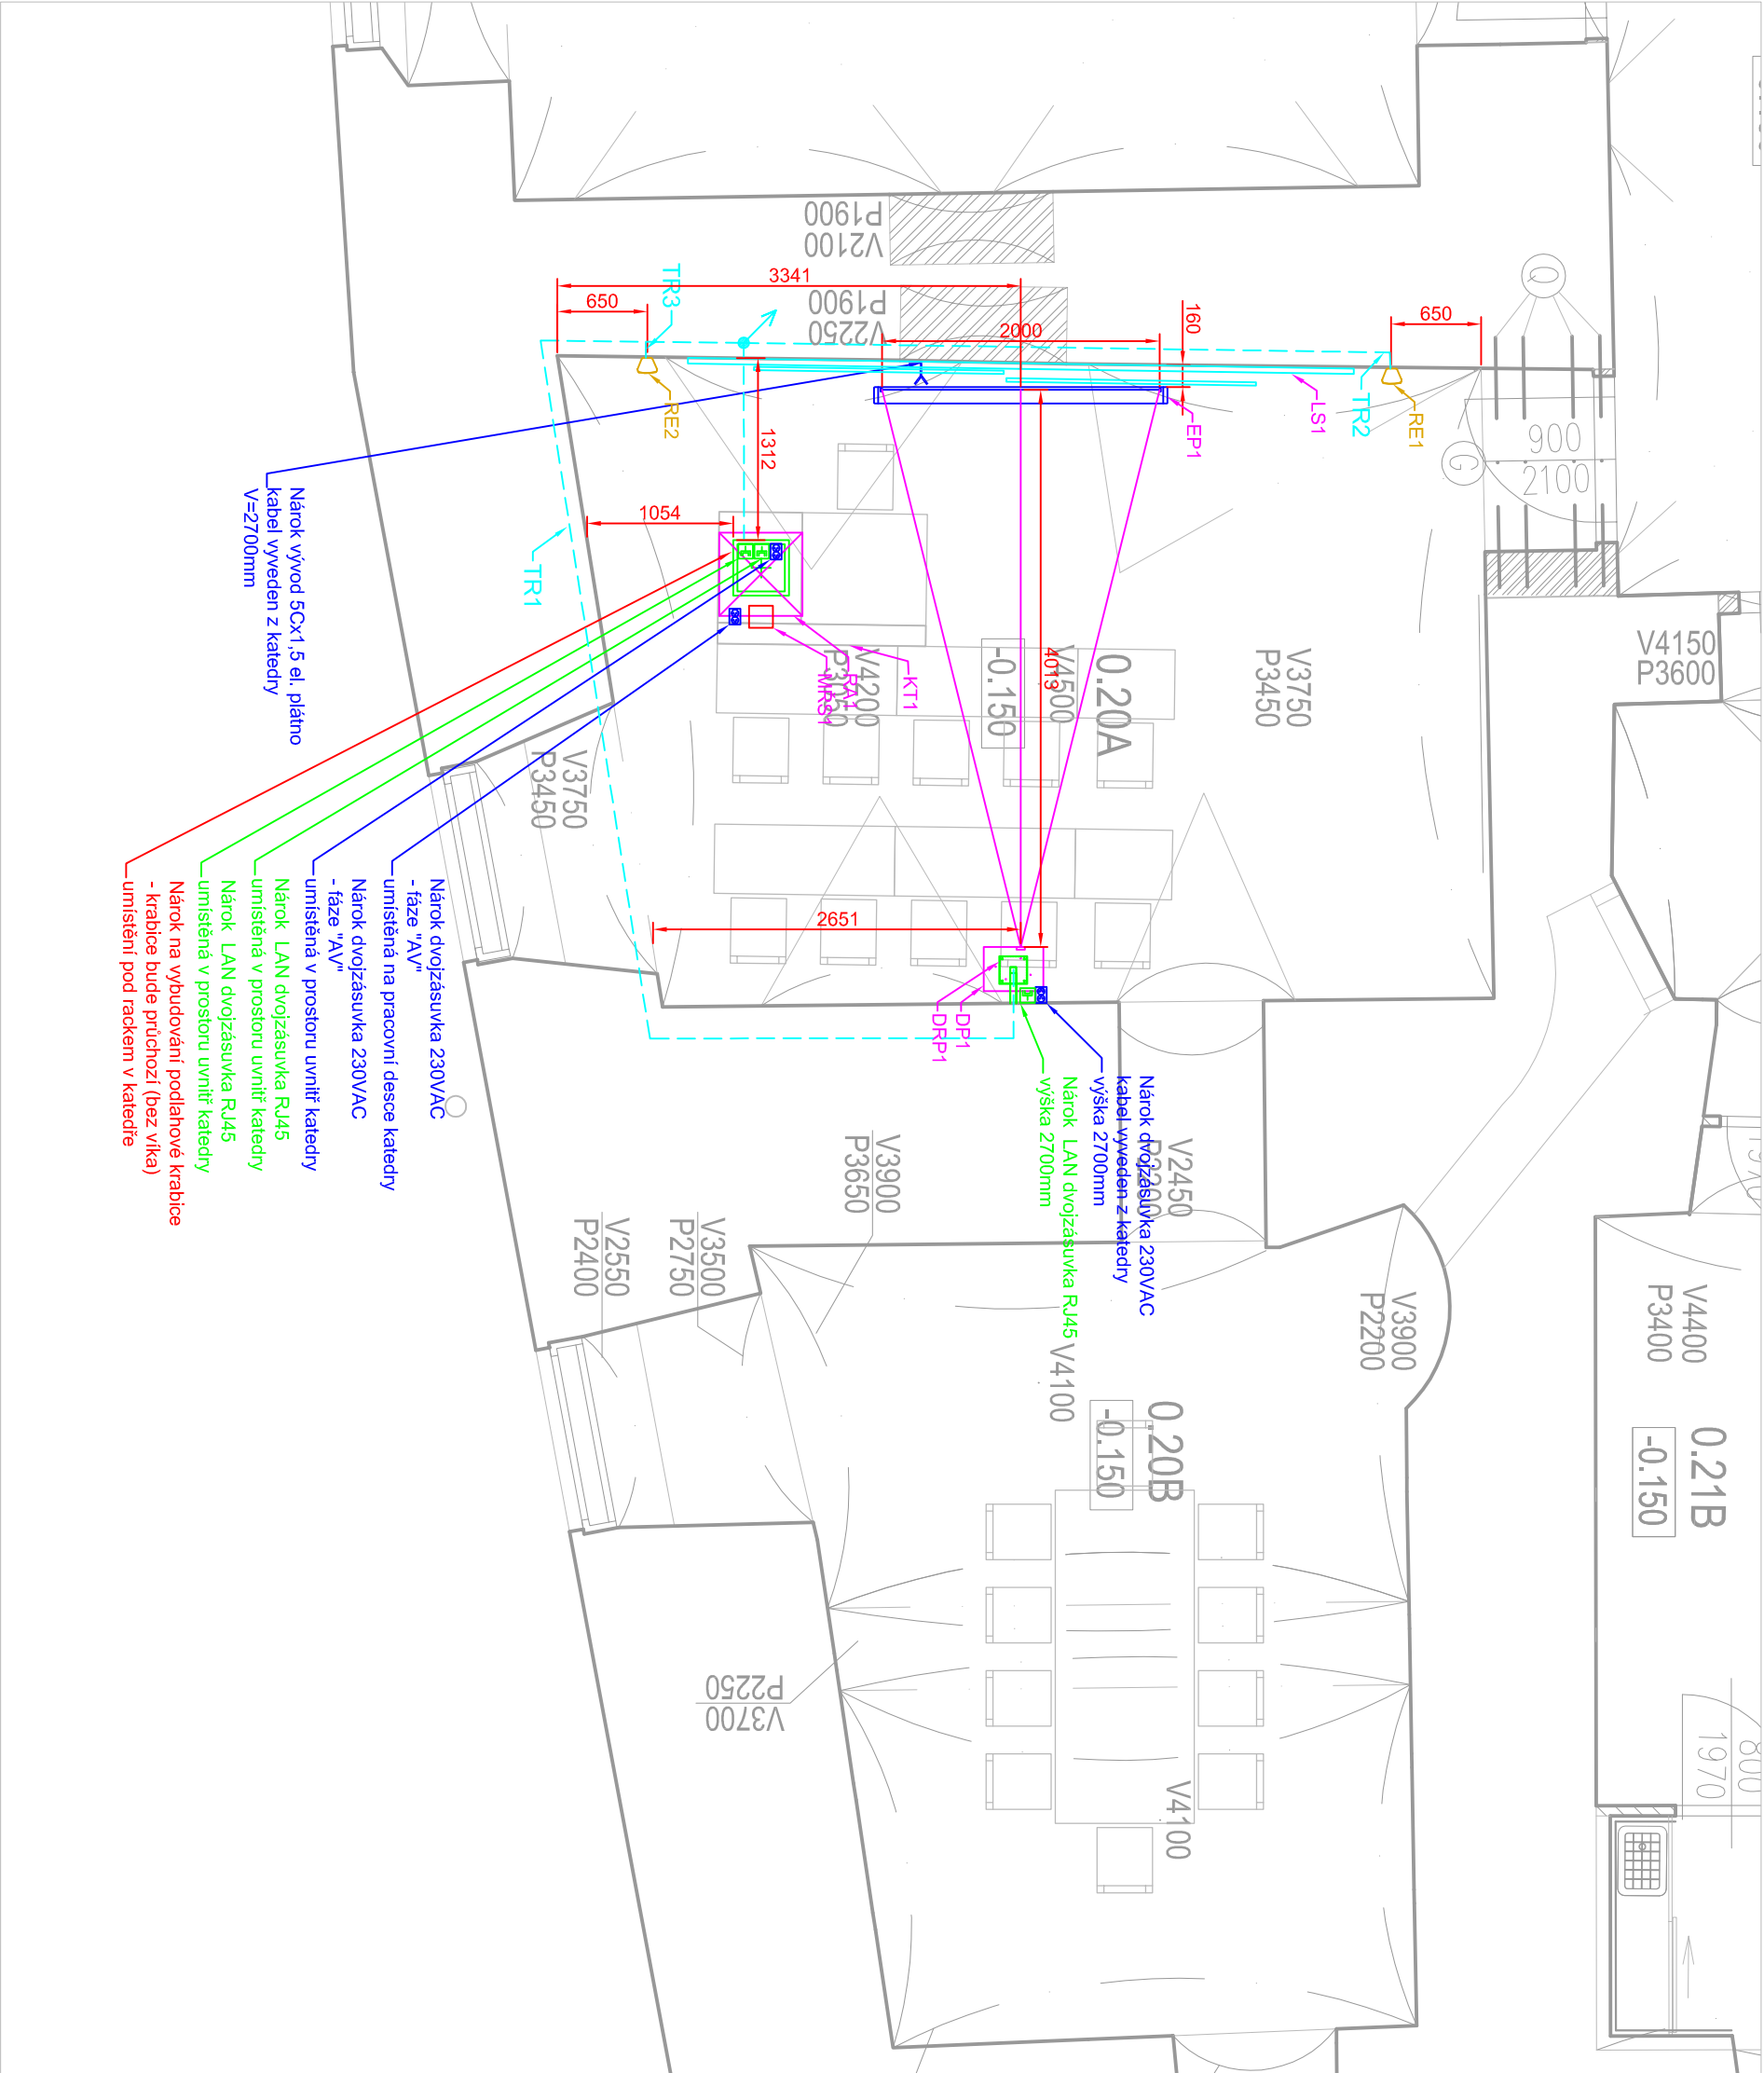 P1900
V2100
P1900
V2250
3341
650
2000
160
650
TR3
RE2
1312
1054
TR1
EP1
LS1
TR2
RE1
O
G
900
2100
V4150
P3600
V3750
P3450
0.20A
-0.150
V4500
4013
V4200
KT1
RA1
MRS1
V3750
P3450
2651
DP1
DRP1
Nárok vývod 5Cx1,5 el. plátno
kabel vyveden z katedry
V=2700mm
Nárok dvojzásuvka 230VAC
- fáze "AV"
umístěná na pracovní desce katedry
Nárok dvojzásuvka 230VAC
- fáze "AV"
umístěná v prostoru uvnitř katedry
Nárok LAN dvojzásuvka RJ45
umístěná v prostoru uvnitř katedry
Nárok LAN dvojzásuvka RJ45
umístěná v prostoru uvnitř katedry
Nárok na vybudování podlahové krabice
- krabice bude průchozí (bez víka)
umístění pod rackem v katedře
Nárok dvojzásuvka 230VAC
kabel vyveden z katedry
výška 2700mm
Nárok LAN dvojzásuvka RJ45
výška 2700mm
V2450
V3900
P3650
V3500
P2750
V2550
P2400
V4100
V3900
P2200
V4400
P3400
0.20B
-0.150
0.21B
-0.150
P2250
V3700
V4100
800
1970